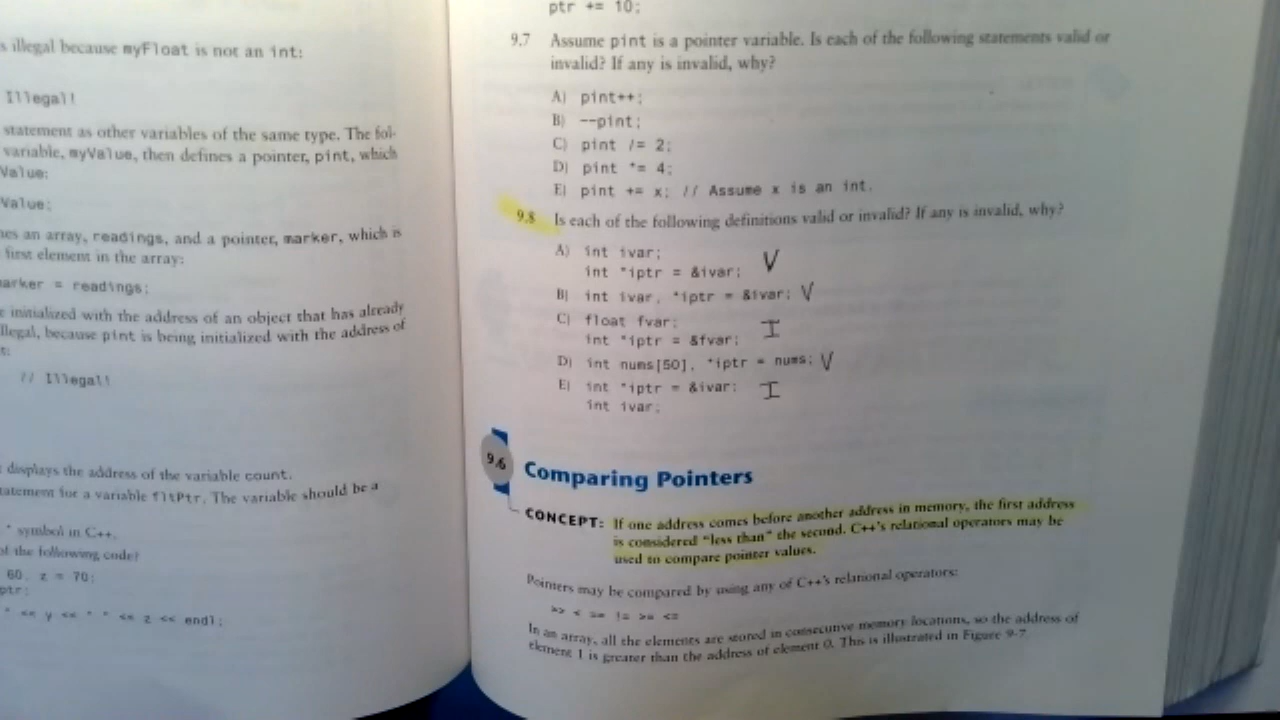 s illegal because myFloat is not an int:
Illegal!
statement as other variables of the same type. The fol-
variable, myValue, then defines a pointer, pint, which
Value:
Value;
nes an array, readings, and a pointer, marker, which is
first element in the array:
marker = readings;
e initialized with the address of an object that has already
llegal, because pint is being initialized with the address of
s:
// Illegal!
displays the address of the variable count.
tatement for a variable fltPtr. The variable should be a
* symbol in C++.
of the following code?
60, z = 70;
ptr;
" << y << " " << z << endl;
ptr += 10;
9.7 Assume pint is a pointer variable. Is each of the following statements valid or
invalid? If any is invalid, why?
A) pint++;
B) --pint;
C) pint /= 2;
D) pint *= 4;
E) pint += x; // Assume x is an int.
9.8 Is each of the following definitions valid or invalid? If any is invalid, why?
A) int ivar;
int *iptr = &ivar; V
B) int ivar, *iptr = &ivar; V
C) float fvar; I
int *iptr = &fvar;
D) int nums[50], *iptr = nums; V
E) int *iptr = &ivar; I
int ivar;
9.6 Comparing Pointers
CONCEPT: If one address comes before another address in memory, the first address
is considered "less than" the second. C++'s relational operators may be
used to compare pointer values.
Pointers may be compared by using any of C++'s relational operators:
< == != >= <=
In an array, all the elements are stored in consecutive memory locations, so the address of
element 1 is greater than the address of element 0. This is illustrated in Figure 9-7.